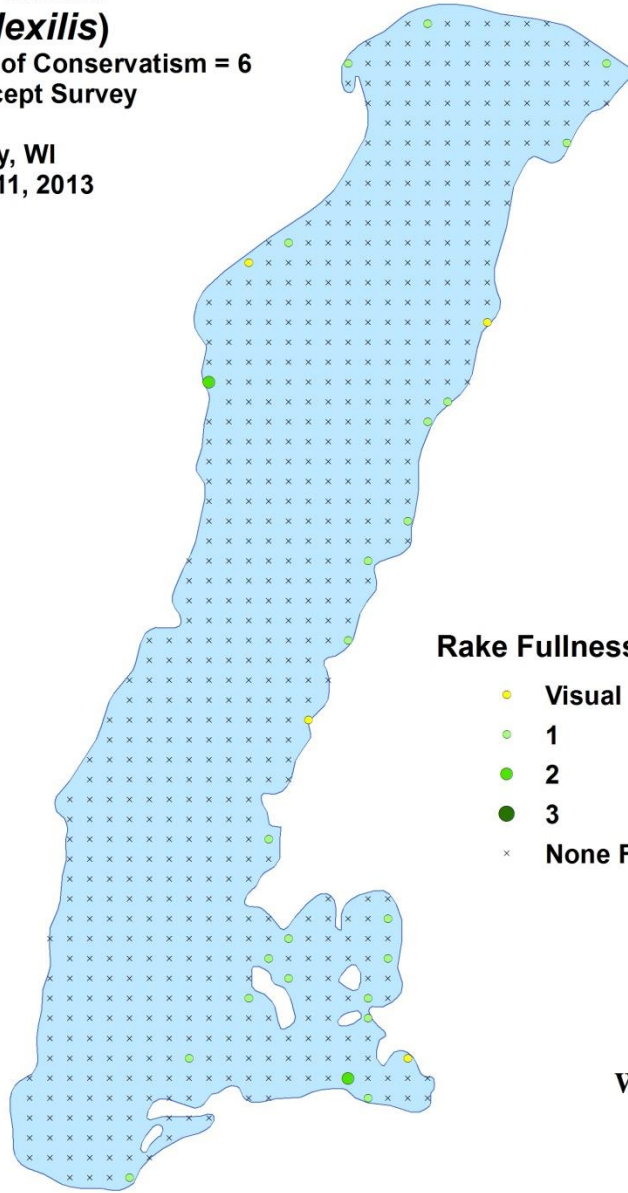 lexilis)
of Conservatism = 6
cept Survey
y, WI
11, 2013
Rake Fullness
Visual
1
2
3
None F